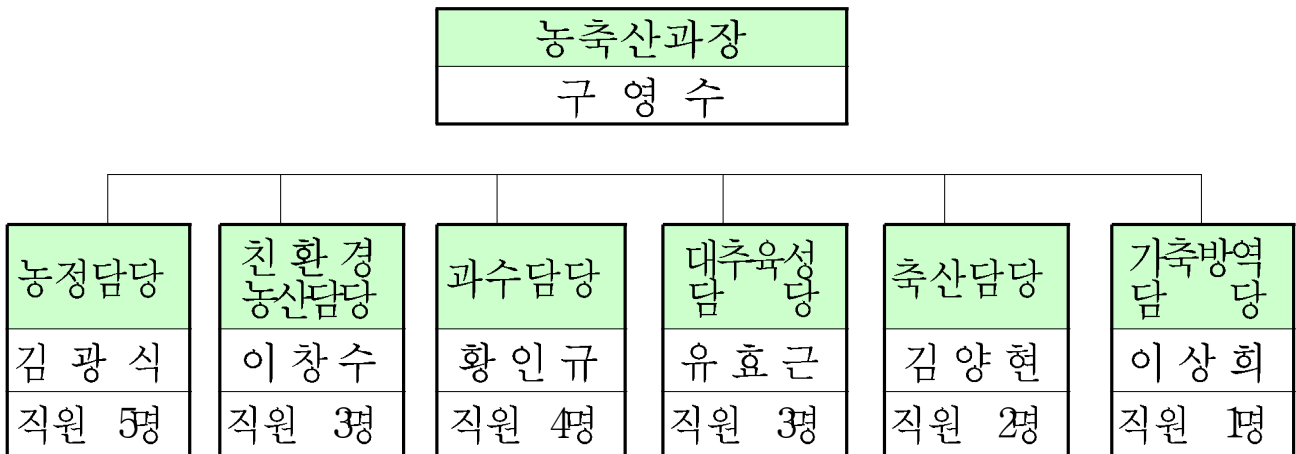 농축산과장
구 영 수
농정담당
김 광 식
직원 5명
친 환 경
농산담당
이 창 수
직원 3명
과수담당
황 인 규
직원 4명
대추육성
담 당
유 효 근
직원 3명
축산담당
김 양 현
직원 2명
가축방역
담 당
이 상 희
직원 1명